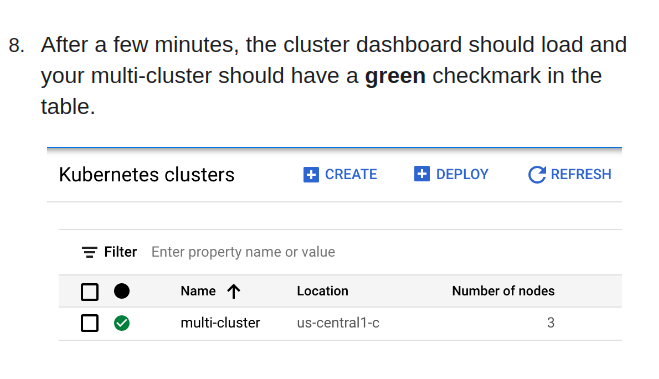 8. After a few minutes, the cluster dashboard should load and
your multi-cluster should have a green checkmark in the
table.
Kubernetes clusters CREATE DEPLOY REFRESH
Filter Enter property name or value
Name Location Number of nodes
multi-cluster us-central1-c 3